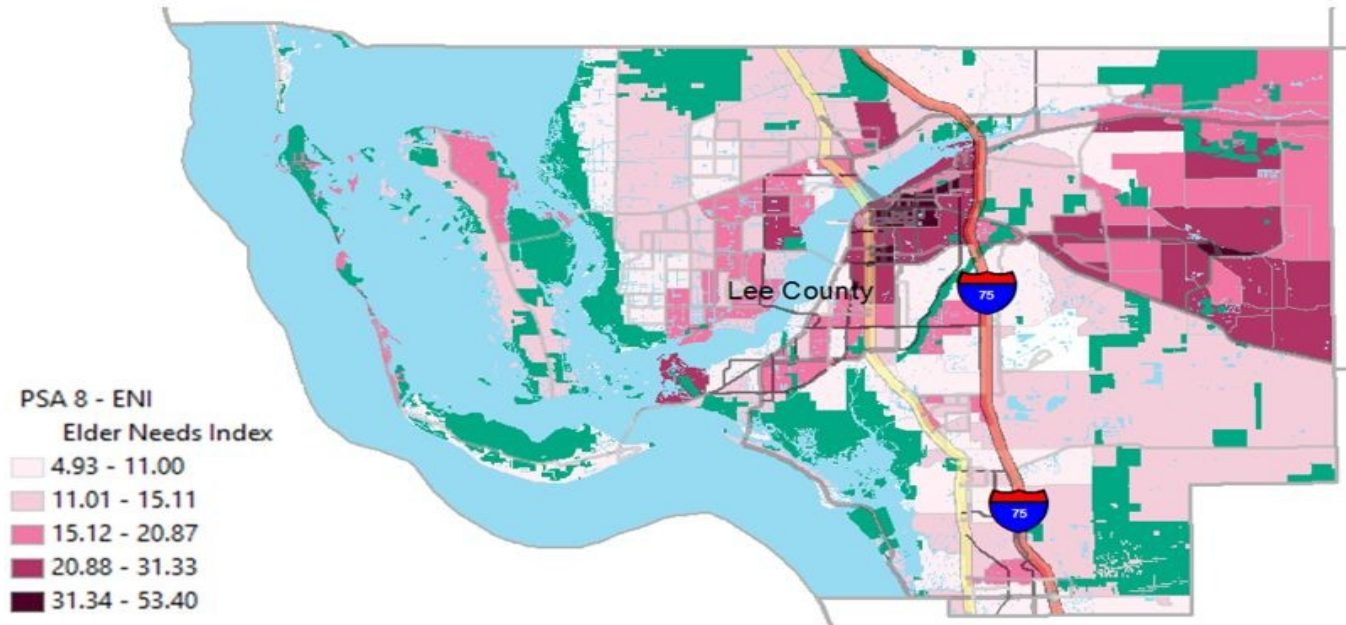 Lee County
75
75
PSA 8 - ENI
Elder Needs Index
4.93 - 11.00
11.01 - 15.11
15.12 - 20.87
20.88 - 31.33
31.34 - 53.40